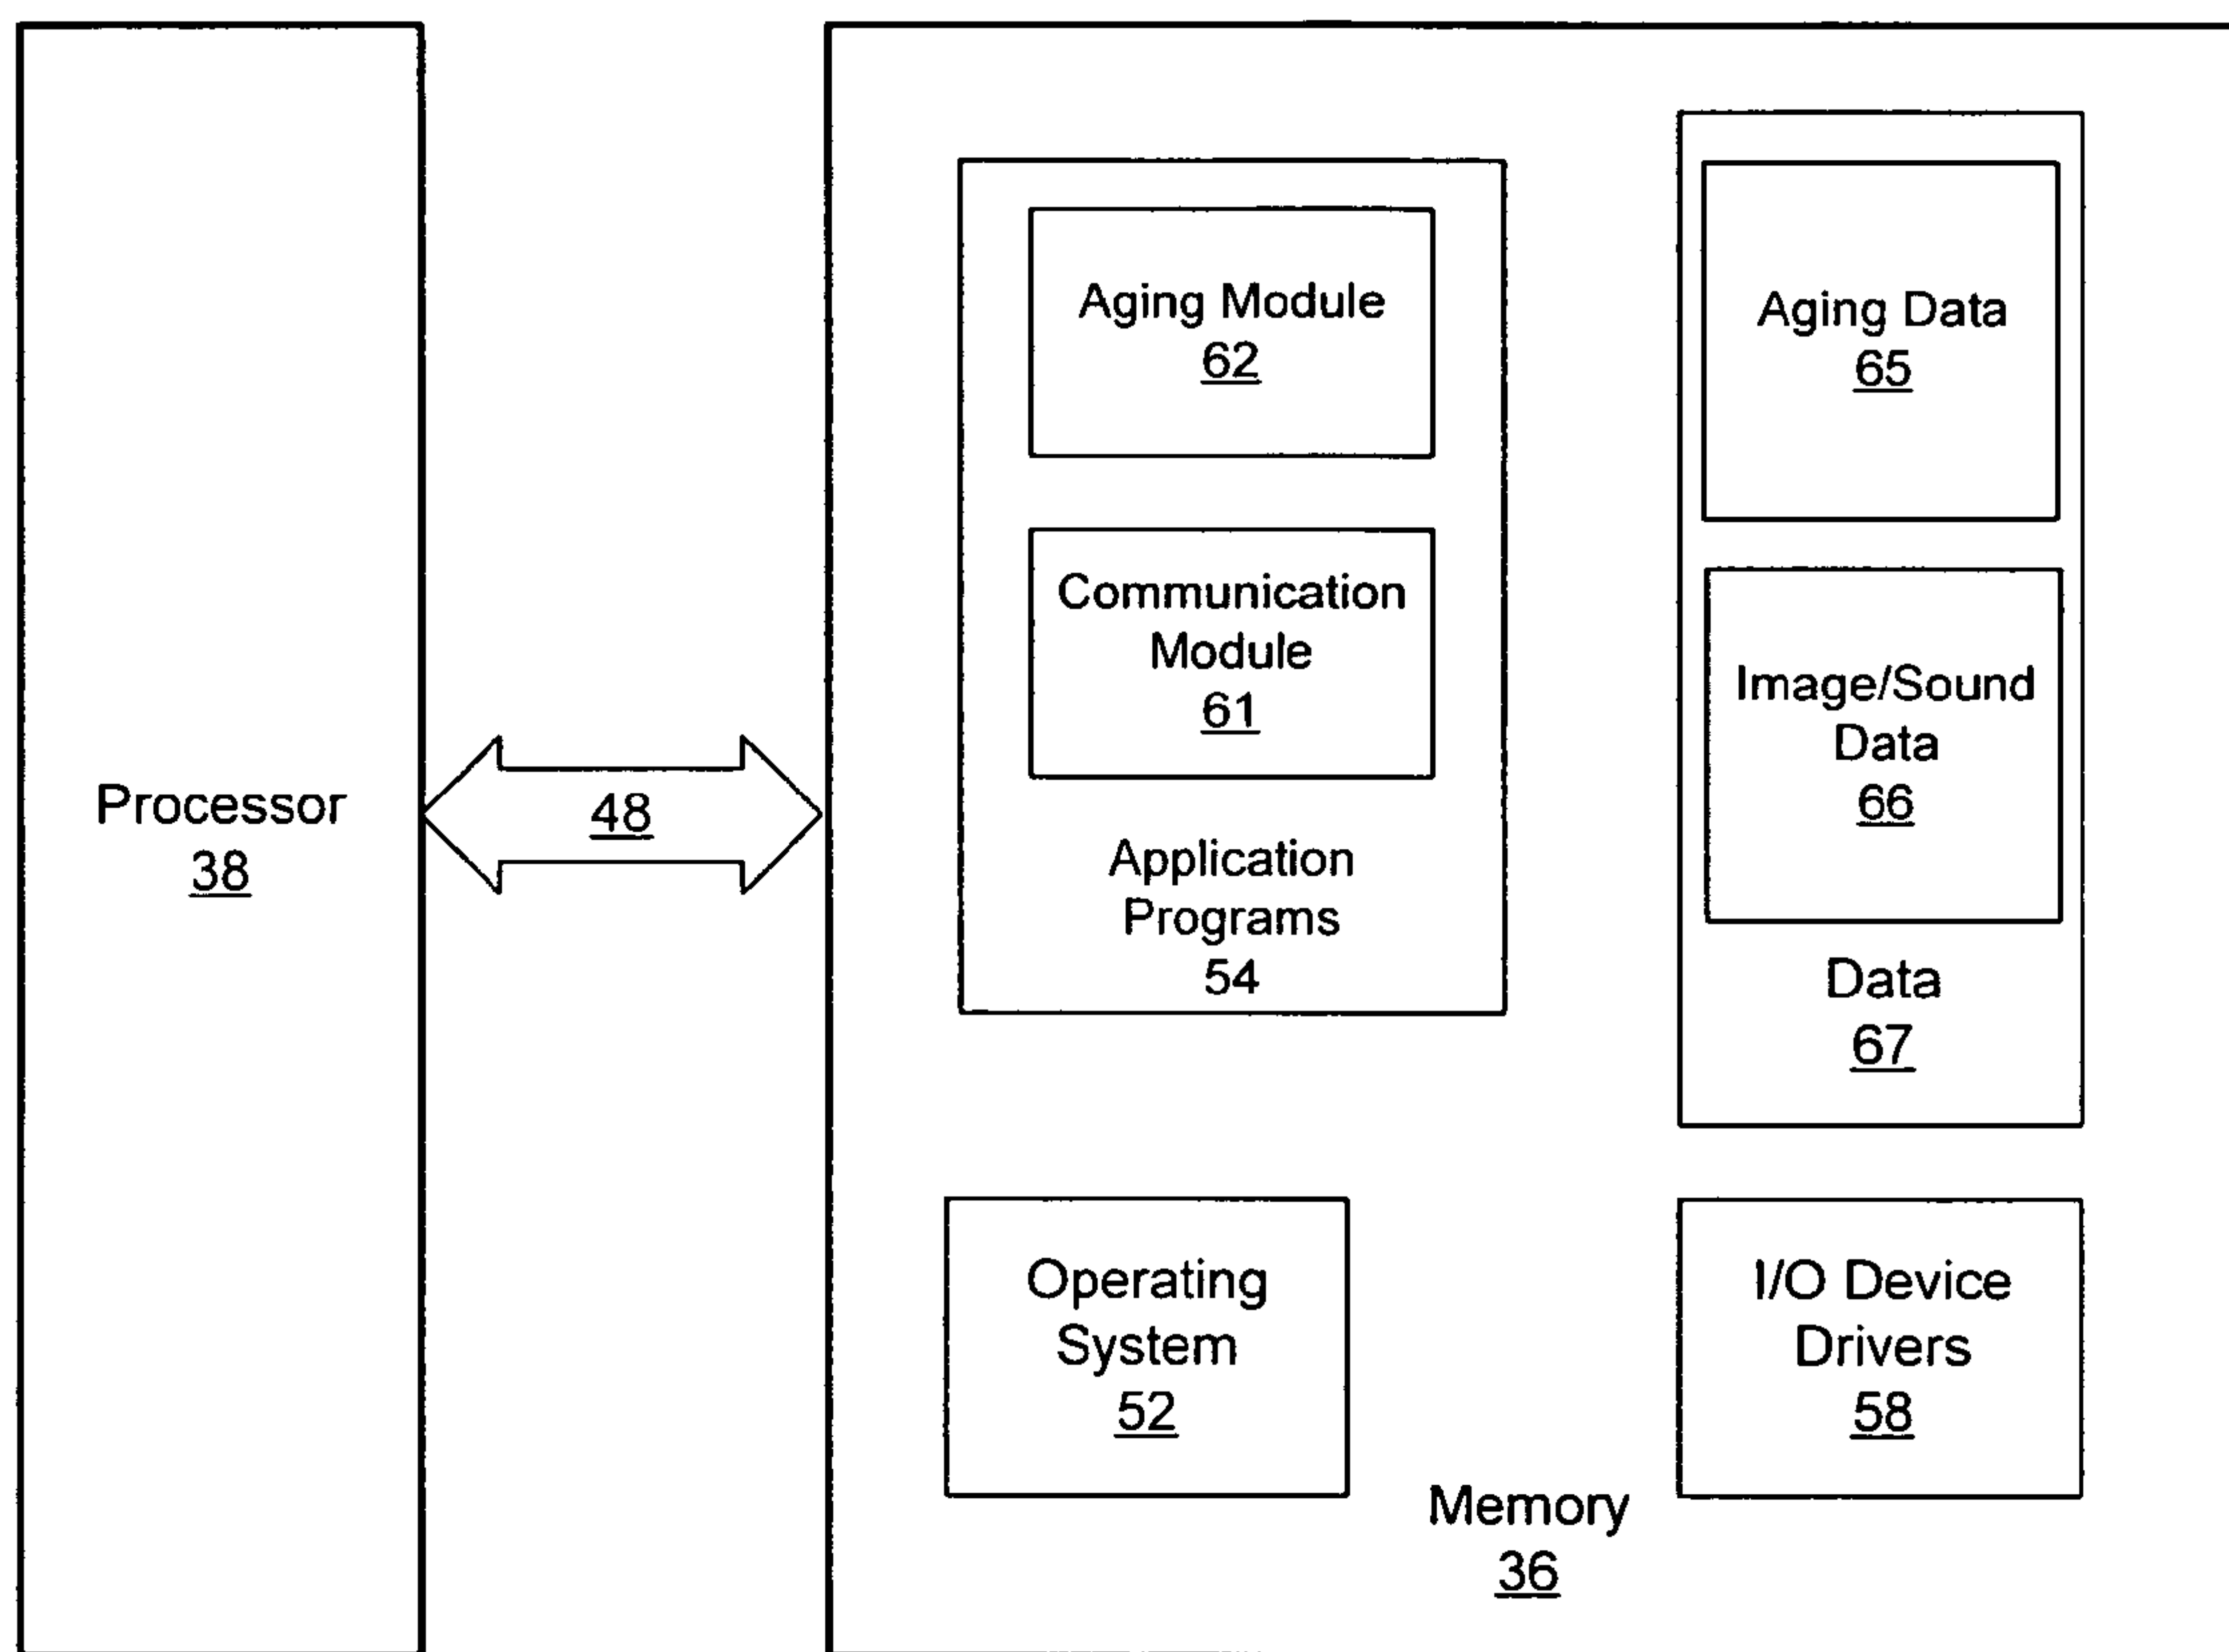 Processor
38
48
Aging Module
62
Communication
Module
61
Application
Programs
54
Aging Data
65
Image/Sound
Data
66
Data
67
Operating
System
52
I/O Device
Drivers
58
Memory
36